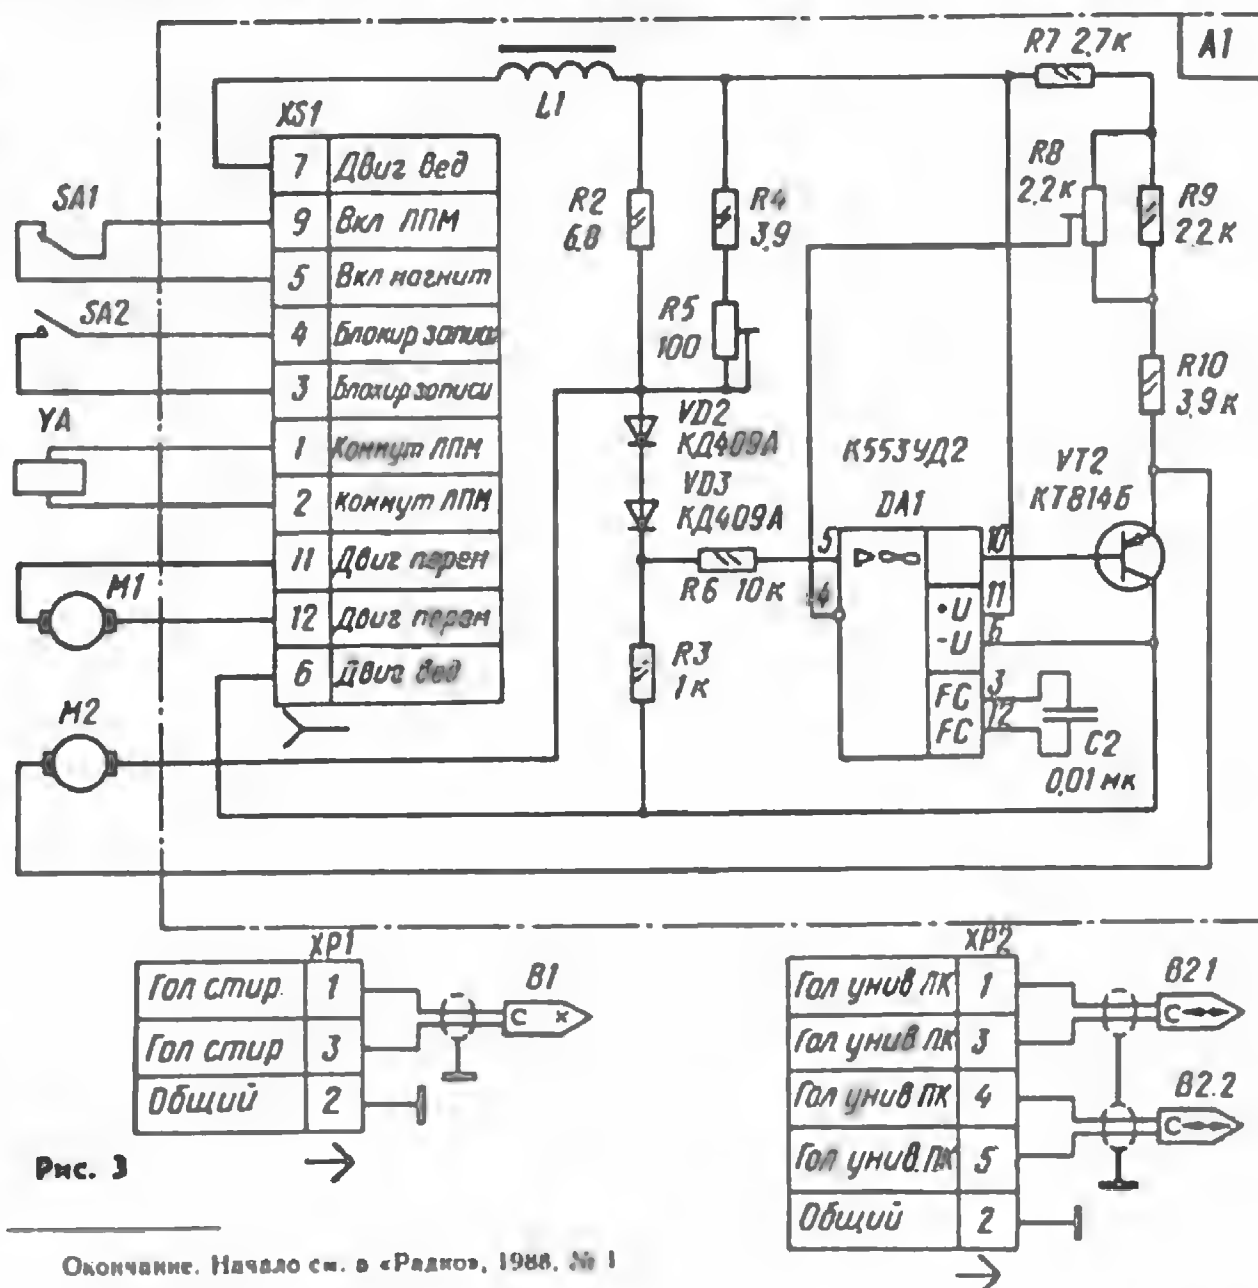 A1
R7 2,7к
L1
XS1
7 Двиг вед
9 Вкл ЛПМ
5 Вкл магнит
4 Блокир записи
3 Блокир записи
1 Коммут ЛПМ
2 Коммут ЛПМ
11 Двиг перем
12 Двиг перем
6 Двиг вед
SA1
SA2
YA
M1
M2
R2
6,8
R4
3,9
R5
100
R8
2,2к
R9
22к
R10
3,9к
VD2
КД409А
VD3
КД409А
R6 10к
R3
1к
К553УД2
DA1
5
4
▷∞
10
11
+U
-U
6
FC
FC
3
12
C2
0,01 мк
VT2
КТ814Б
XP1
Гол стир. 1
Гол стир 3
Общий 2
B1
C ×
XP2
Гол унив ЛК 1
Гол унив ЛК 3
Гол унив ПК 4
Гол унив. ПК 5
Общий 2
B2.1
C
B2.2
C
Рис. 3
Окончание. Начало см. в «Радио», 1988, № 1